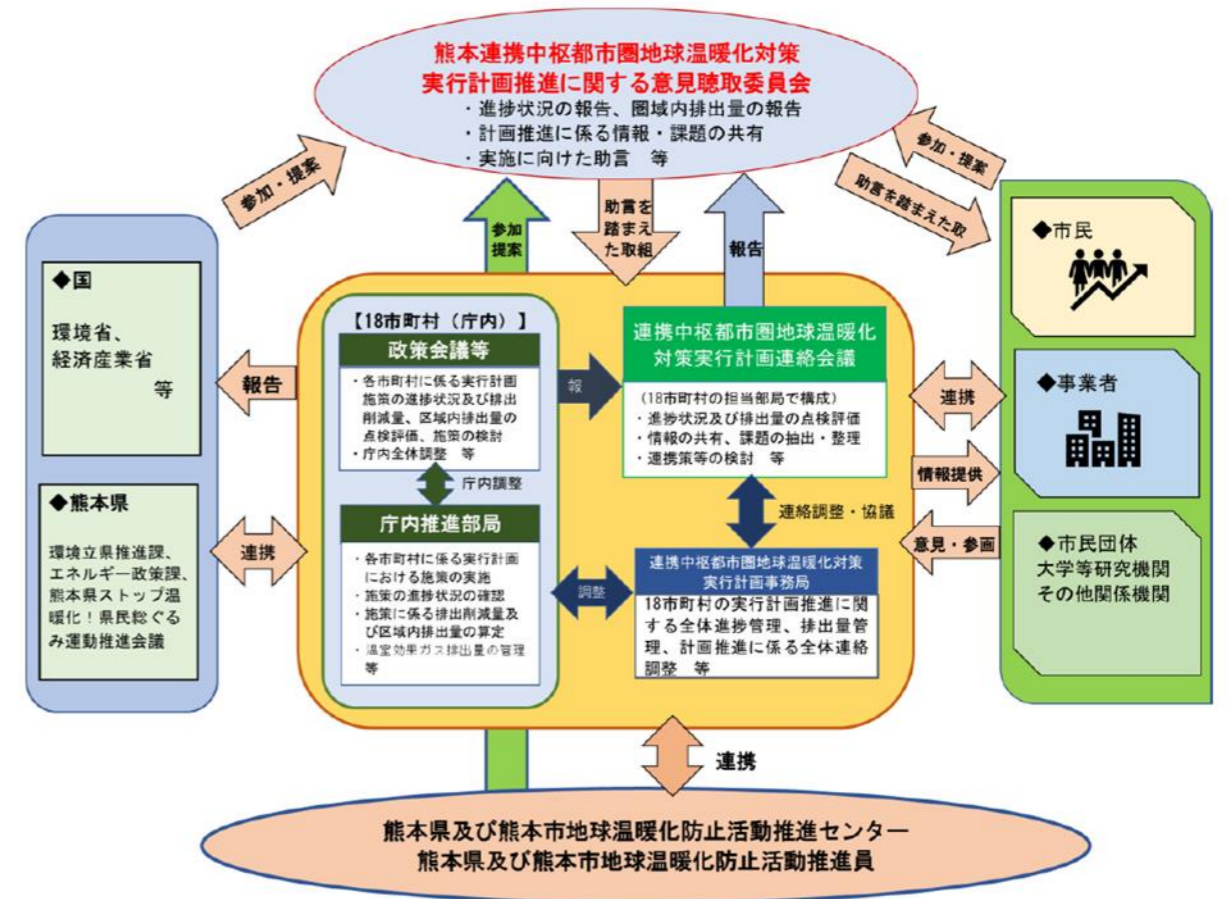 熊本連携中枢都市圏地球温暖化対策
実行計画推進に関する意見聴取委員会
・進捗状況の報告、圏域内排出量の報告
・計画推進に係る情報・課題の共有
・実施に向けた助言　等
参加・提案
参加
提案
助言を
踏まえ
た取組
報告
参加・提案
助言を踏まえた取
◆国
環境省、
経済産業省
等
報告
◆熊本県
環境立県推進課、
エネルギー政策課、
熊本県ストップ温
暖化！県民総ぐる
み運動推進会議
連携
【18市町村（庁内）】
政策会議等
・各市町村に係る実行計画
施策の進捗状況及び排出
削減量、区域内排出量の
点検評価、施策の検討
・庁内全体調整　等
庁内調整
庁内推進部局
・各市町村に係る実行計画
における施策の実施
・施策の進捗状況の確認
・施策に係る排出削減量及
び区域内排出量の算定
・温室効果ガス排出量の管理
等
報
調整
連携中枢都市圏地球温暖化
対策実行計画連絡会議
(18市町村の担当部局で構成)
・進捗状況及び排出量の点検評価
・情報の共有、課題の抽出・整理
・連携策等の検討　等
連絡調整・協議
連携中枢都市圏地球温暖化対策
実行計画事務局
18市町村の実行計画推進に関
する全体進捗管理、排出量管
理、計画推進に係る全体連絡
調整　等
連携
情報提供
意見・参画
◆市民
◆事業者
◆市民団体
大学等研究機関
その他関係機関
連携
熊本県及び熊本市地球温暖化防止活動推進センター
熊本県及び熊本市地球温暖化防止活動推進員